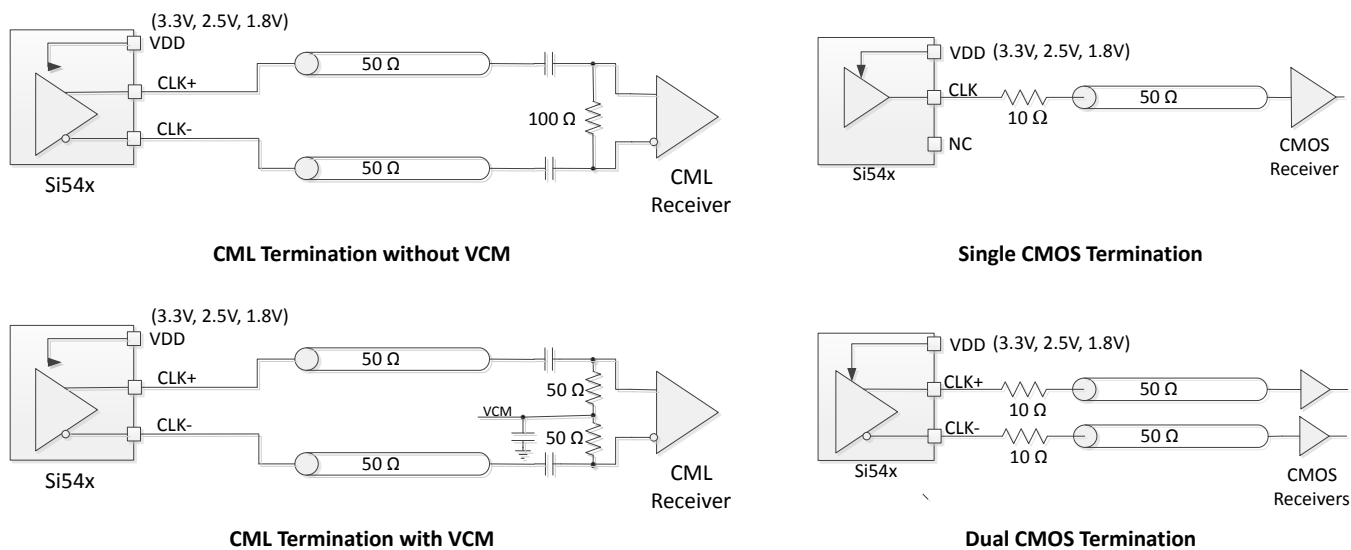 (3.3V, 2.5V, 1.8V)
VDD
CLK+
CLK-
50 Ω
50 Ω
100 Ω
Si54x
CML
Receiver
CML Termination without VCM
VDD (3.3V, 2.5V, 1.8V)
CLK
10 Ω
50 Ω
NC
Si54x
CMOS
Receiver
Single CMOS Termination
(3.3V, 2.5V, 1.8V)
VDD
CLK+
CLK-
50 Ω
50 Ω
VCM
50 Ω
50 Ω
Si54x
CML
Receiver
CML Termination with VCM
VDD (3.3V, 2.5V, 1.8V)
CLK+
10 Ω
50 Ω
CLK-
10 Ω
50 Ω
Si54x
CMOS
Receivers
Dual CMOS Termination